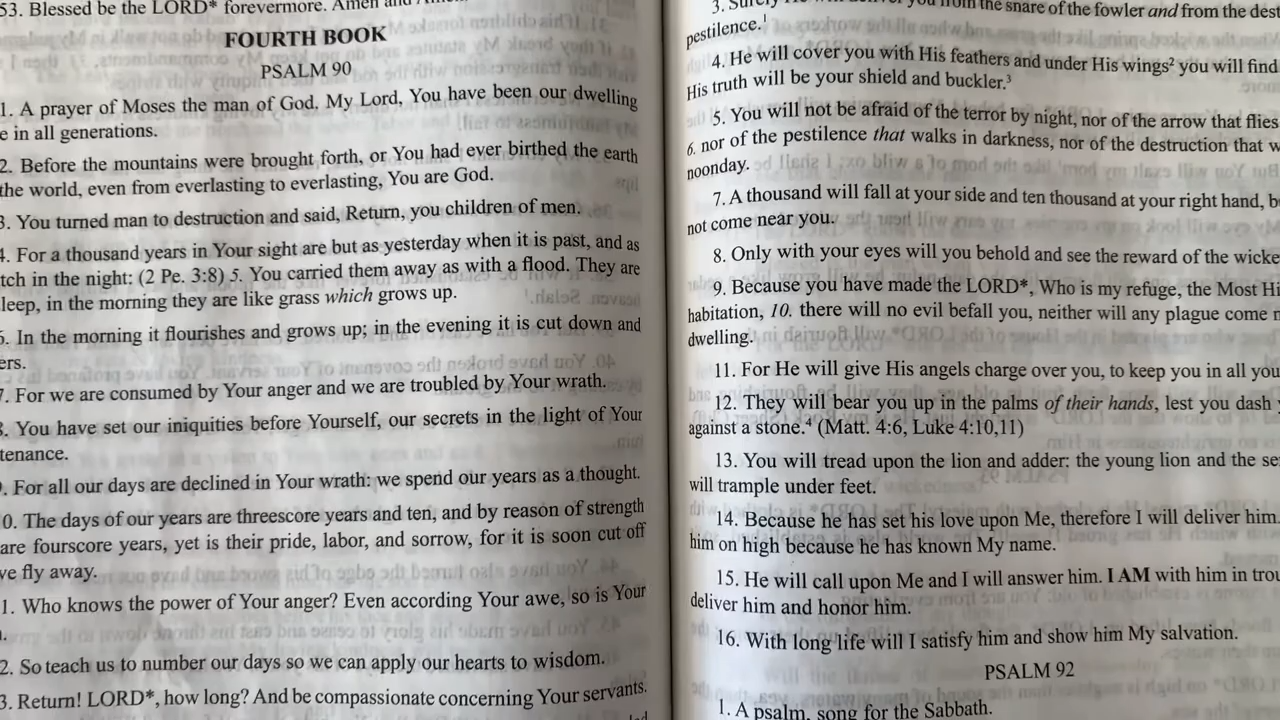 53. Blessed be the LORD* forevermore. Amen and
FOURTH BOOK
PSALM 90
1. A prayer of Moses the man of God. My Lord, You have been our dwelling
e in all generations.
2. Before the mountains were brought forth, or You had ever birthed the earth
the world, even from everlasting to everlasting, You are God.
3. You turned man to destruction and said, Return, you children of men.
4. For a thousand years in Your sight are but as yesterday when it is past, and as
tch in the night: (2 Pe. 3:8) 5. You carried them away as with a flood. They are
leep, in the morning they are like grass which grows up.
6. In the morning it flourishes and grows up; in the evening it is cut down and
ers.
7. For we are consumed by Your anger and we are troubled by Your wrath.
8. You have set our iniquities before Yourself, our secrets in the light of Your
tenance.
. For all our days are declined in Your wrath: we spend our years as a thought.
0. The days of our years are threescore years and ten, and by reason of strength
are fourscore years, yet is their pride, labor, and sorrow, for it is soon cut off
ve fly away.
1. Who knows the power of Your anger? Even according Your awe, so is Your
2. So teach us to number our days so we can apply our hearts to wisdom.
3. Return! LORD*, how long? And be compassionate concerning Your servants.
3. Surely He will deliver you from the snare of the fowler and from the dest
pestilence.¹
4. He will cover you with His feathers and under His wings² you will find
His truth will be your shield and buckler.³
5. You will not be afraid of the terror by night, nor of the arrow that flies
6. nor of the pestilence that walks in darkness, nor of the destruction that w
noonday.
7. A thousand will fall at your side and ten thousand at your right hand, b
not come near you.
8. Only with your eyes will you behold and see the reward of the wicke
9. Because you have made the LORD*, Who is my refuge, the Most Hi
habitation, 10. there will no evil befall you, neither will any plague come n
dwelling.
11. For He will give His angels charge over you, to keep you in all you
12. They will bear you up in the palms of their hands, lest you dash
against a stone.⁴ (Matt. 4:6, Luke 4:10,11)
13. You will tread upon the lion and adder: the young lion and the se
will trample under feet.
14. Because he has set his love upon Me, therefore I will deliver him.
him on high because he has known My name.
15. He will call upon Me and I will answer him. I AM with him in trou
deliver him and honor him.
16. With long life will I satisfy him and show him My salvation.
PSALM 92
1. A psalm, song for the Sabbath.